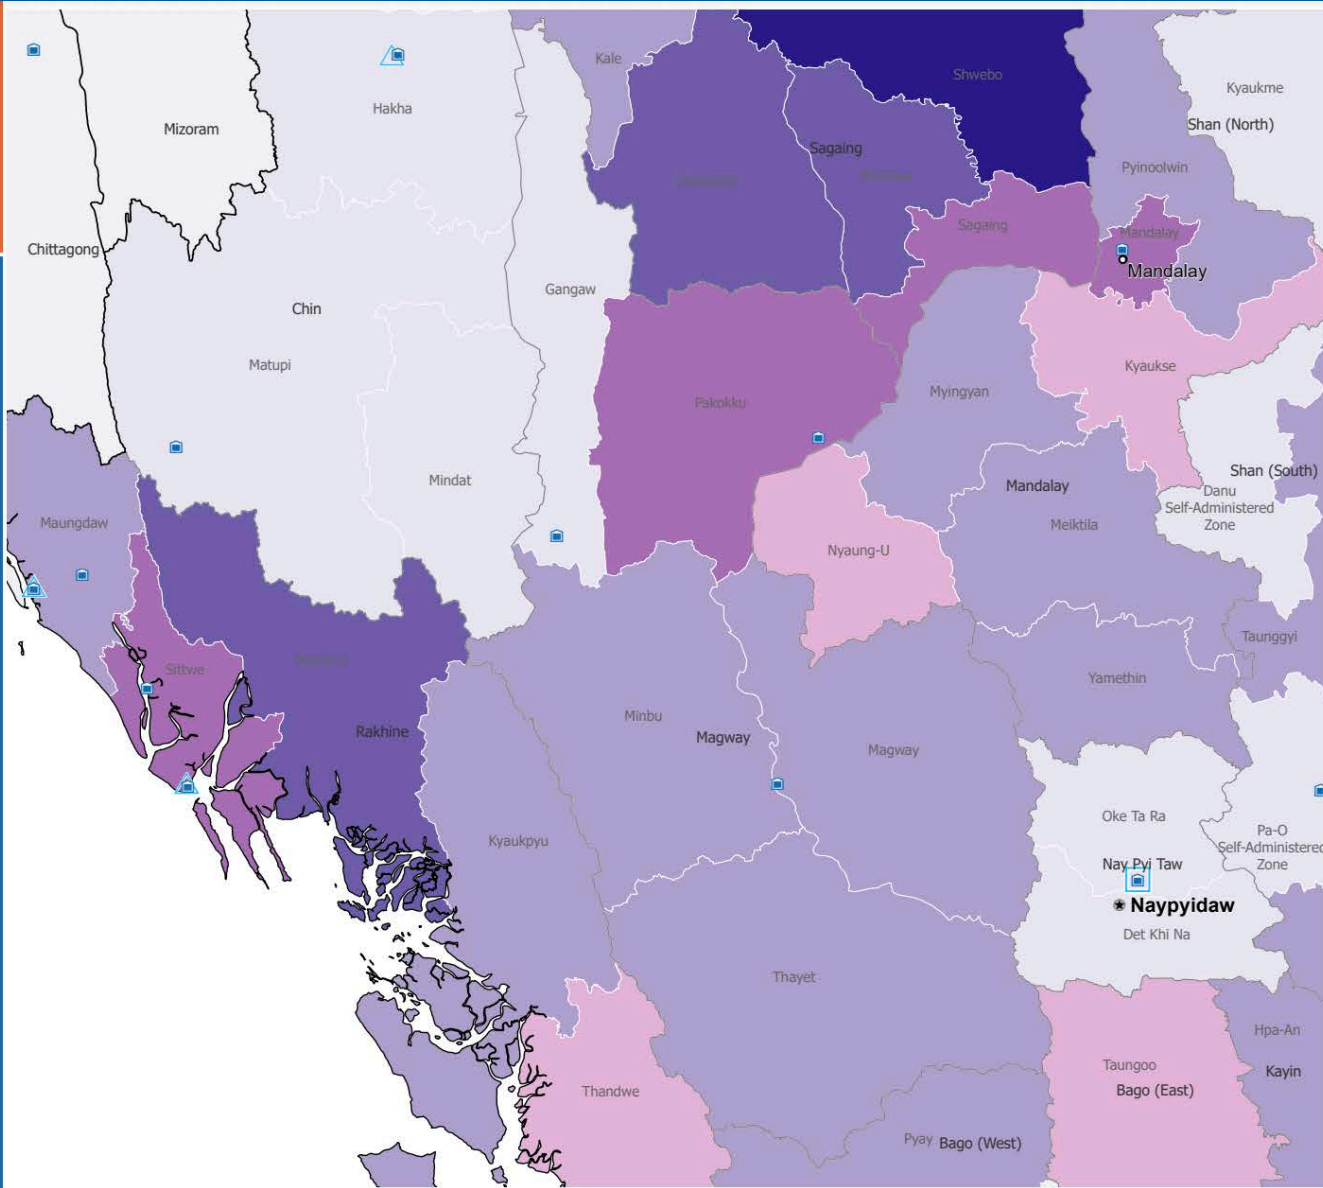 Kale
Shwebo
Kyaukme
Hakha
Mizoram
Shan (North)
Sagaing
Pyinoolwin
Sagaing
Mandalay
Chittagong
Mandalay
Gangaw
Chin
Matupi
Kyaukse
Myingyan
Pakokku
Shan (South)
Mindat
Mandalay
Danu
Self-Administered
Zone
Maungdaw
Meiktila
Nyaung-U
Taunggyi
Sittwe
Yamethin
Minbu
Rakhine
Magway
Magway
Oke Ta Ra
Pa-O
Self-Administered
Zone
Kyaukpyu
Nay Pyi Taw
Naypyidaw
Det Khi Na
Thayet
Hpa-An
Taungoo
Kayin
Thandwe
Bago (East)
Pyay
Bago (West)